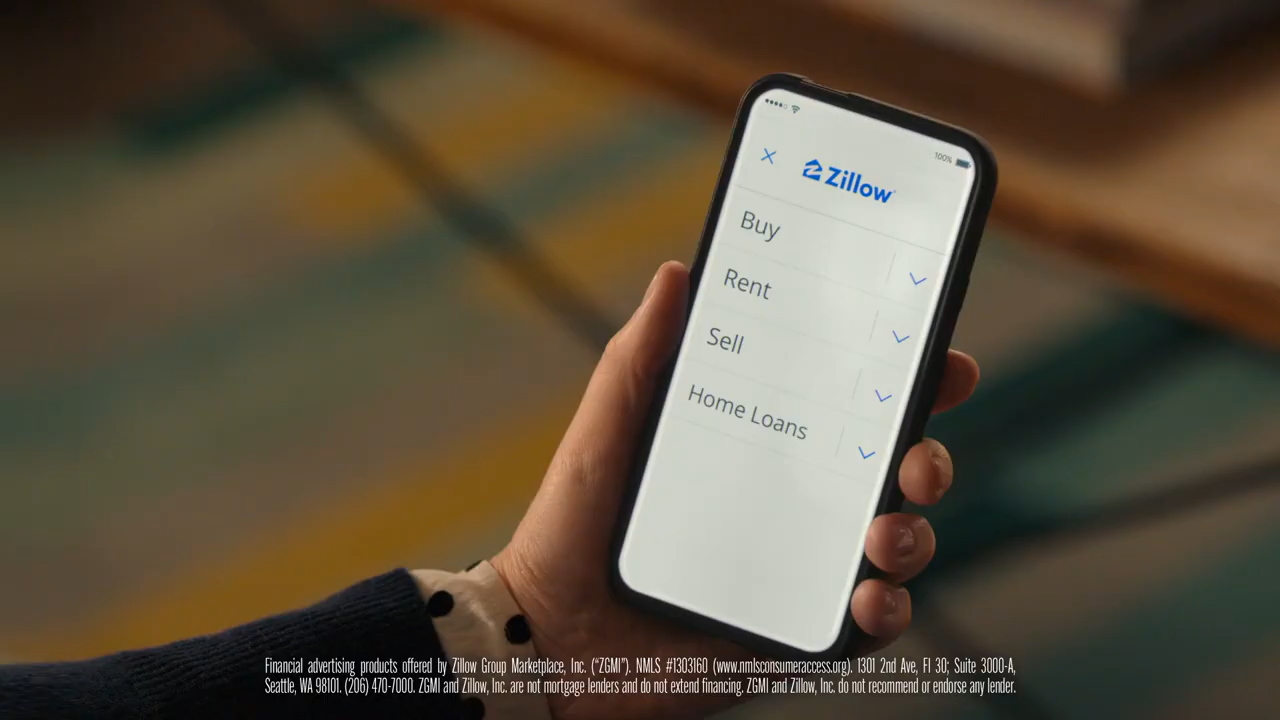 100%
Zillow
Buy
Rent
Sell
Home Loans
Financial advertising products offered by Zillow Group Marketplace, Inc. (“ZGMI”). NMLS #1303160 (www.nmlsconsumeraccess.org). 1301 2nd Ave, Fl 30; Suite 3000-A,
Seattle, WA 98101. (206) 470-7000. ZGMI and Zillow, Inc. are not mortgage lenders and do not extend financing. ZGMI and Zillow, Inc. do not recommend or endorse any lender.